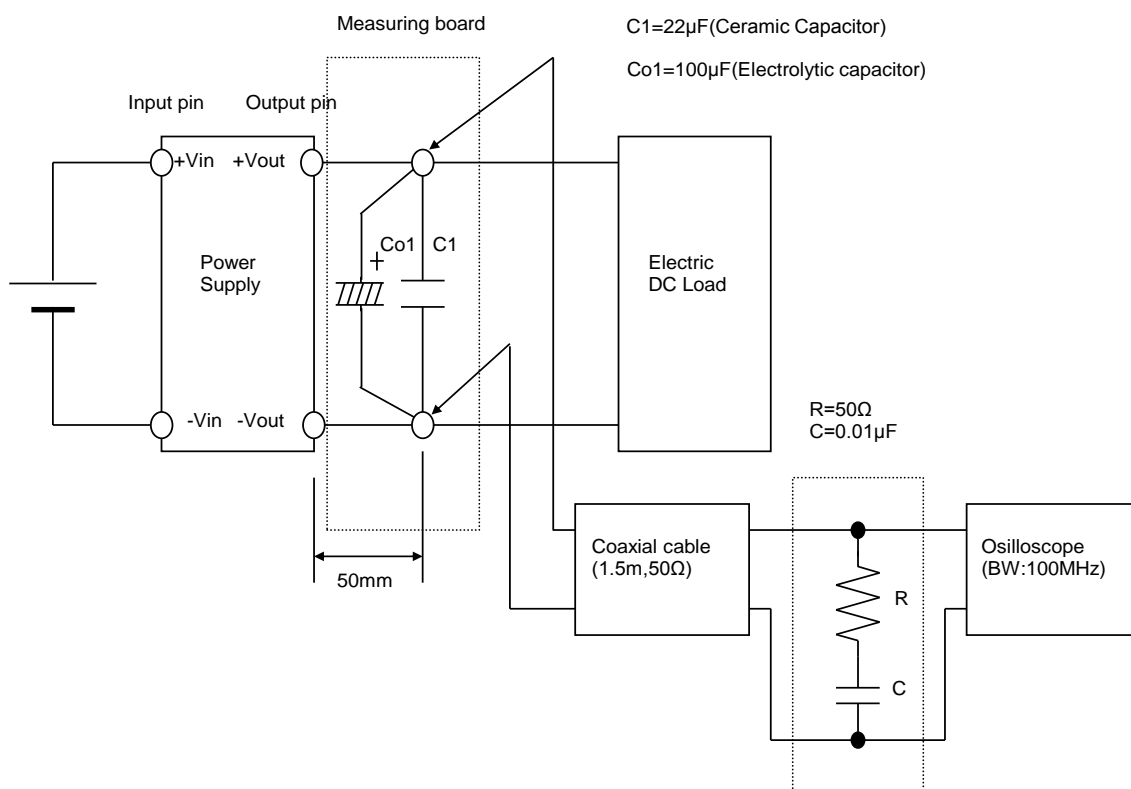 Measuring board
C1=22µF(Ceramic Capacitor)
Co1=100µF(Electrolytic capacitor)
Input pin
Output pin
+Vin
+Vout
Co1
C1
+
Power
Supply
Electric
DC Load
-Vin
-Vout
R=50Ω
C=0.01µF
50mm
Coaxial cable
(1.5m,50Ω)
R
C
Osilloscope
(BW:100MHz)